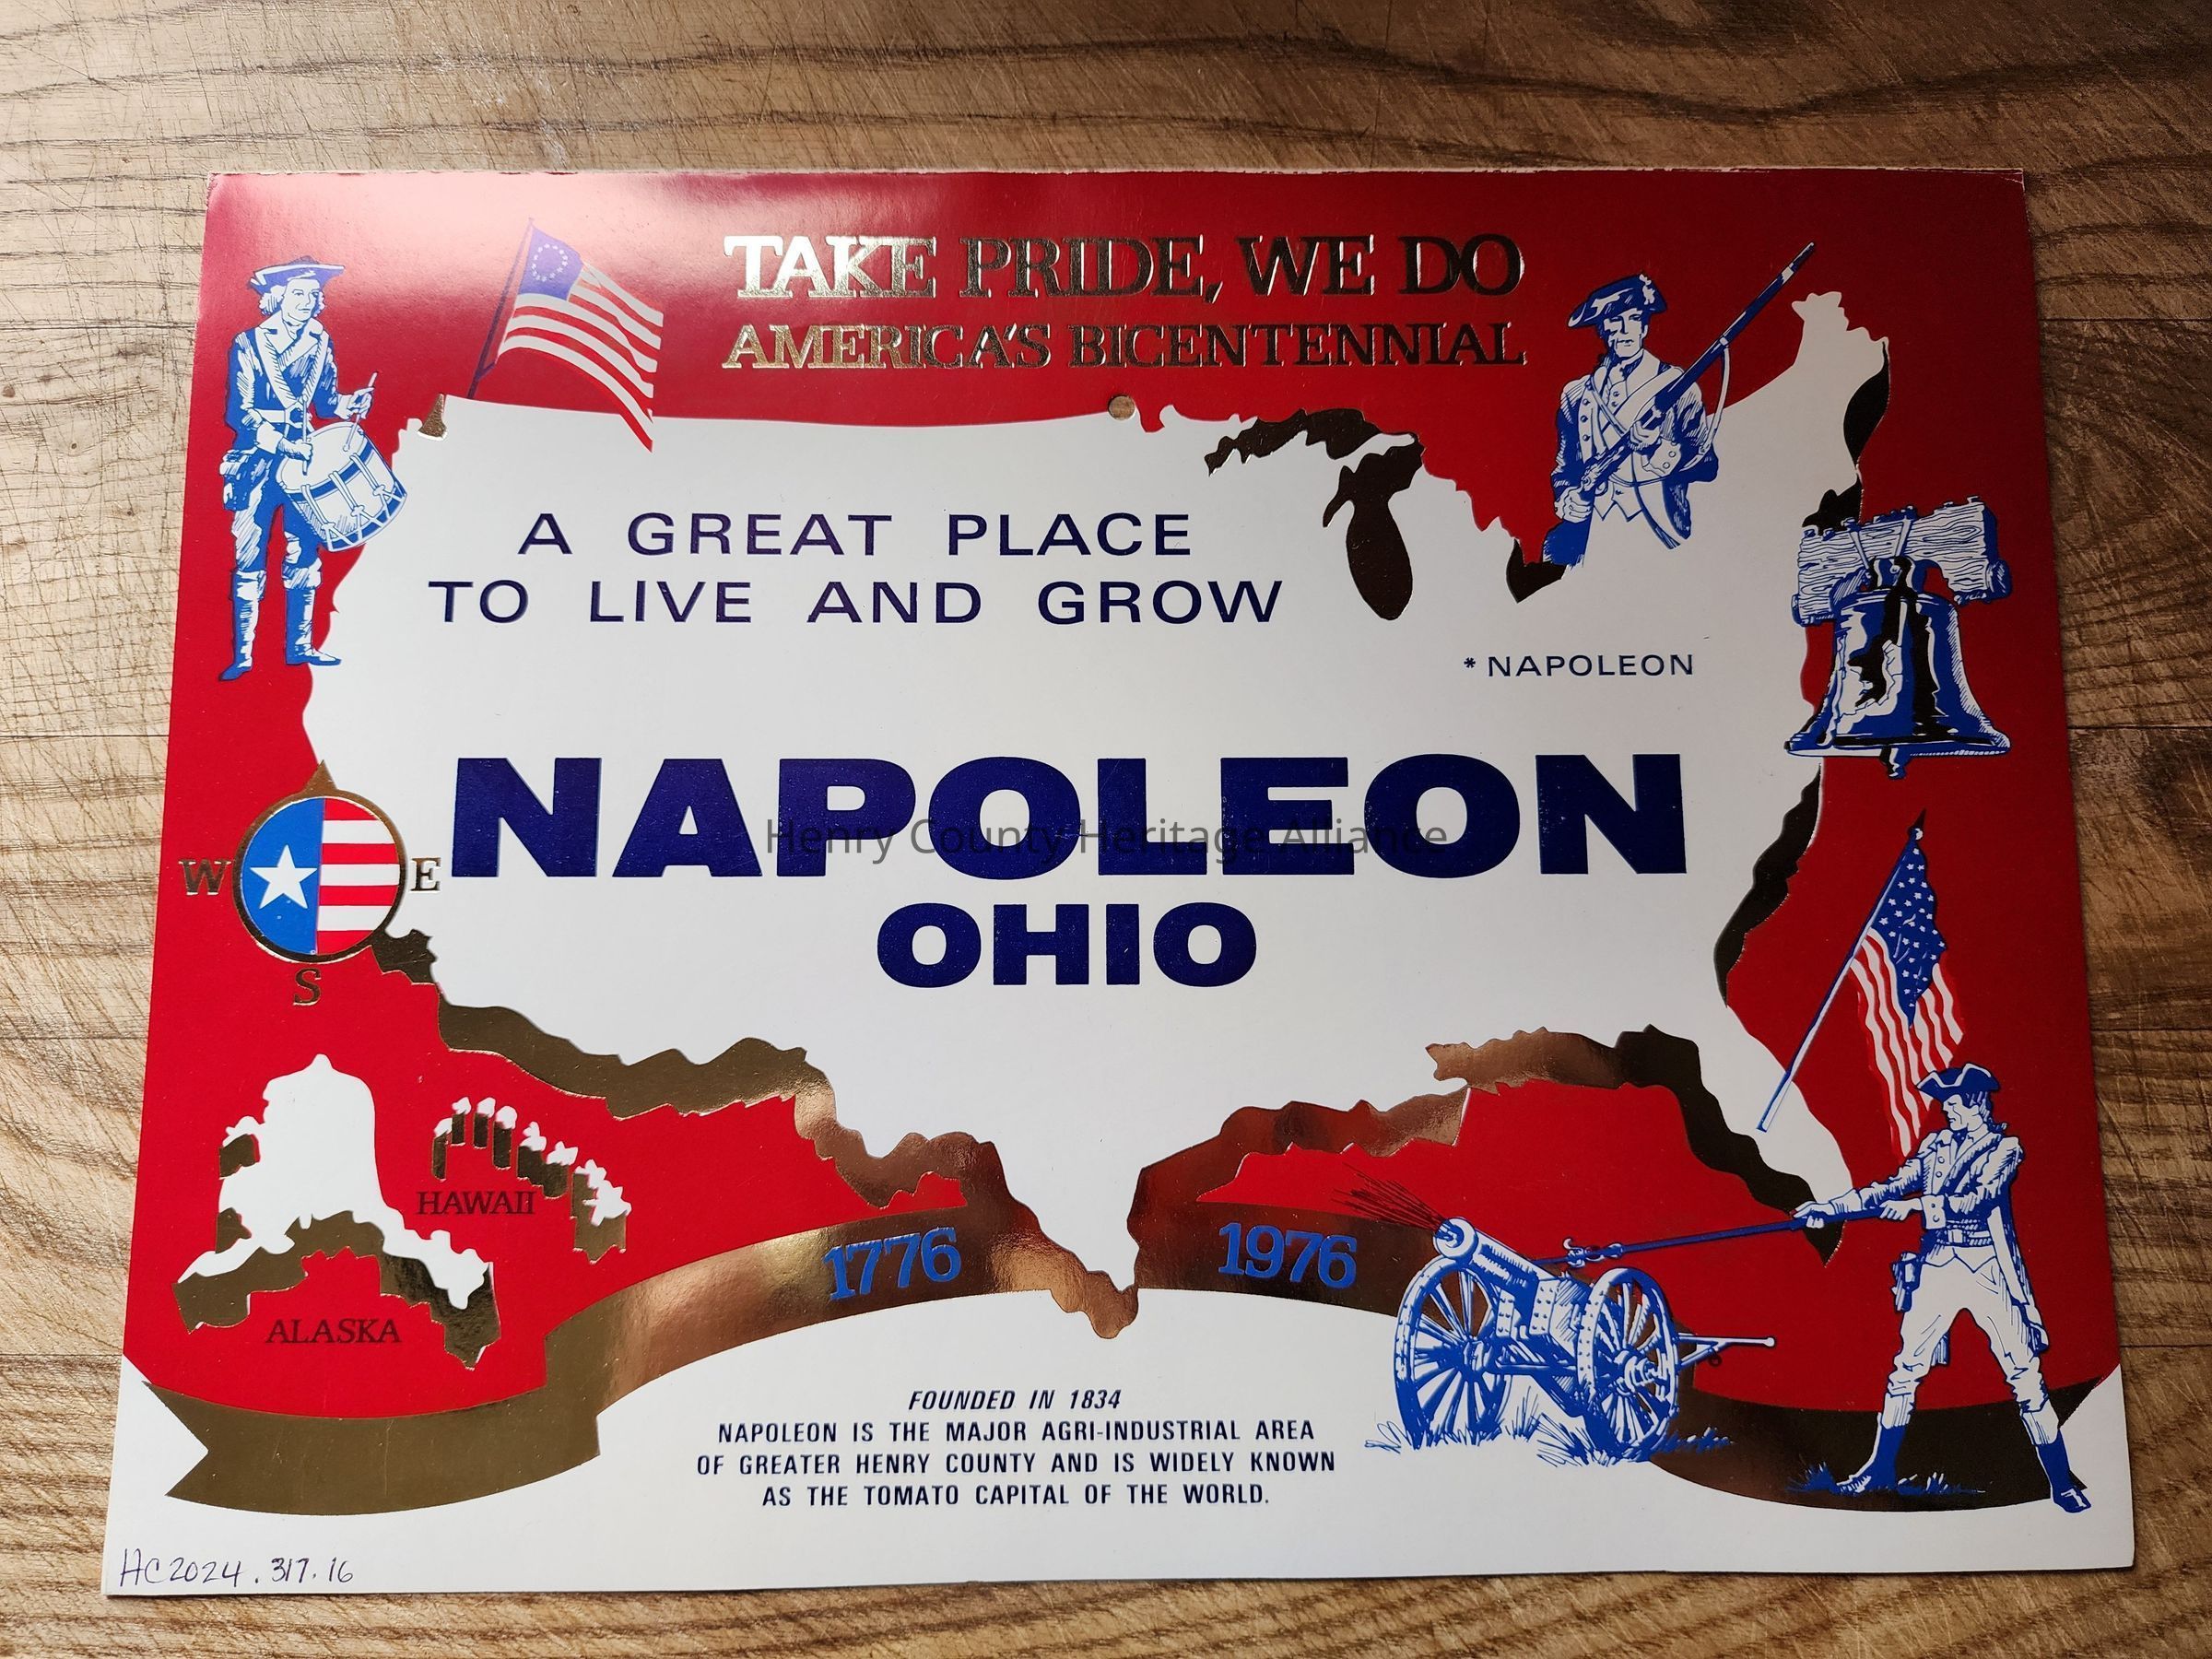 TAKE PRIDE, WE DO
AMERICA'S BICENTENNIAL
A GREAT PLACE
TO LIVE AND GROW
* NAPOLEON
NAPOLEON
Henry County Heritage Alliance
OHIO
W
E
S
HAWAII
ALASKA
1776
1976
FOUNDED IN 1834
NAPOLEON IS THE MAJOR AGRI-INDUSTRIAL AREA
OF GREATER HENRY COUNTY AND IS WIDELY KNOWN
AS THE TOMATO CAPITAL OF THE WORLD.
HC2024.317.16